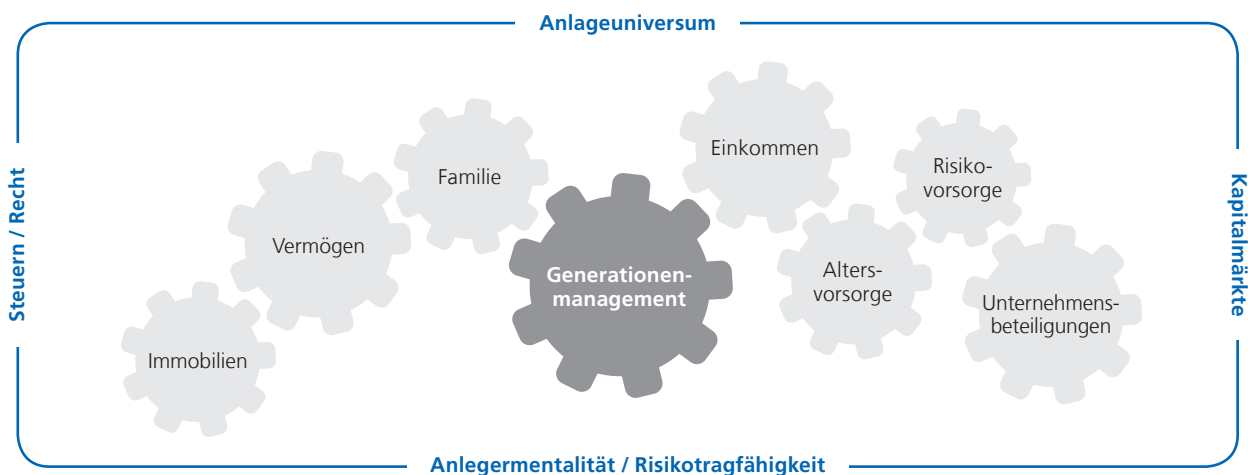 Anlageuniversum
Steuern / Recht
Immobilien
Vermögen
Familie
Generationen-
management
Einkommen
Alters-
vorsorge
Risiko-
vorsorge
Unternehmens-
beteiligungen
Kapitalmärkte
Anlegermentalität / Risikotragfähigkeit